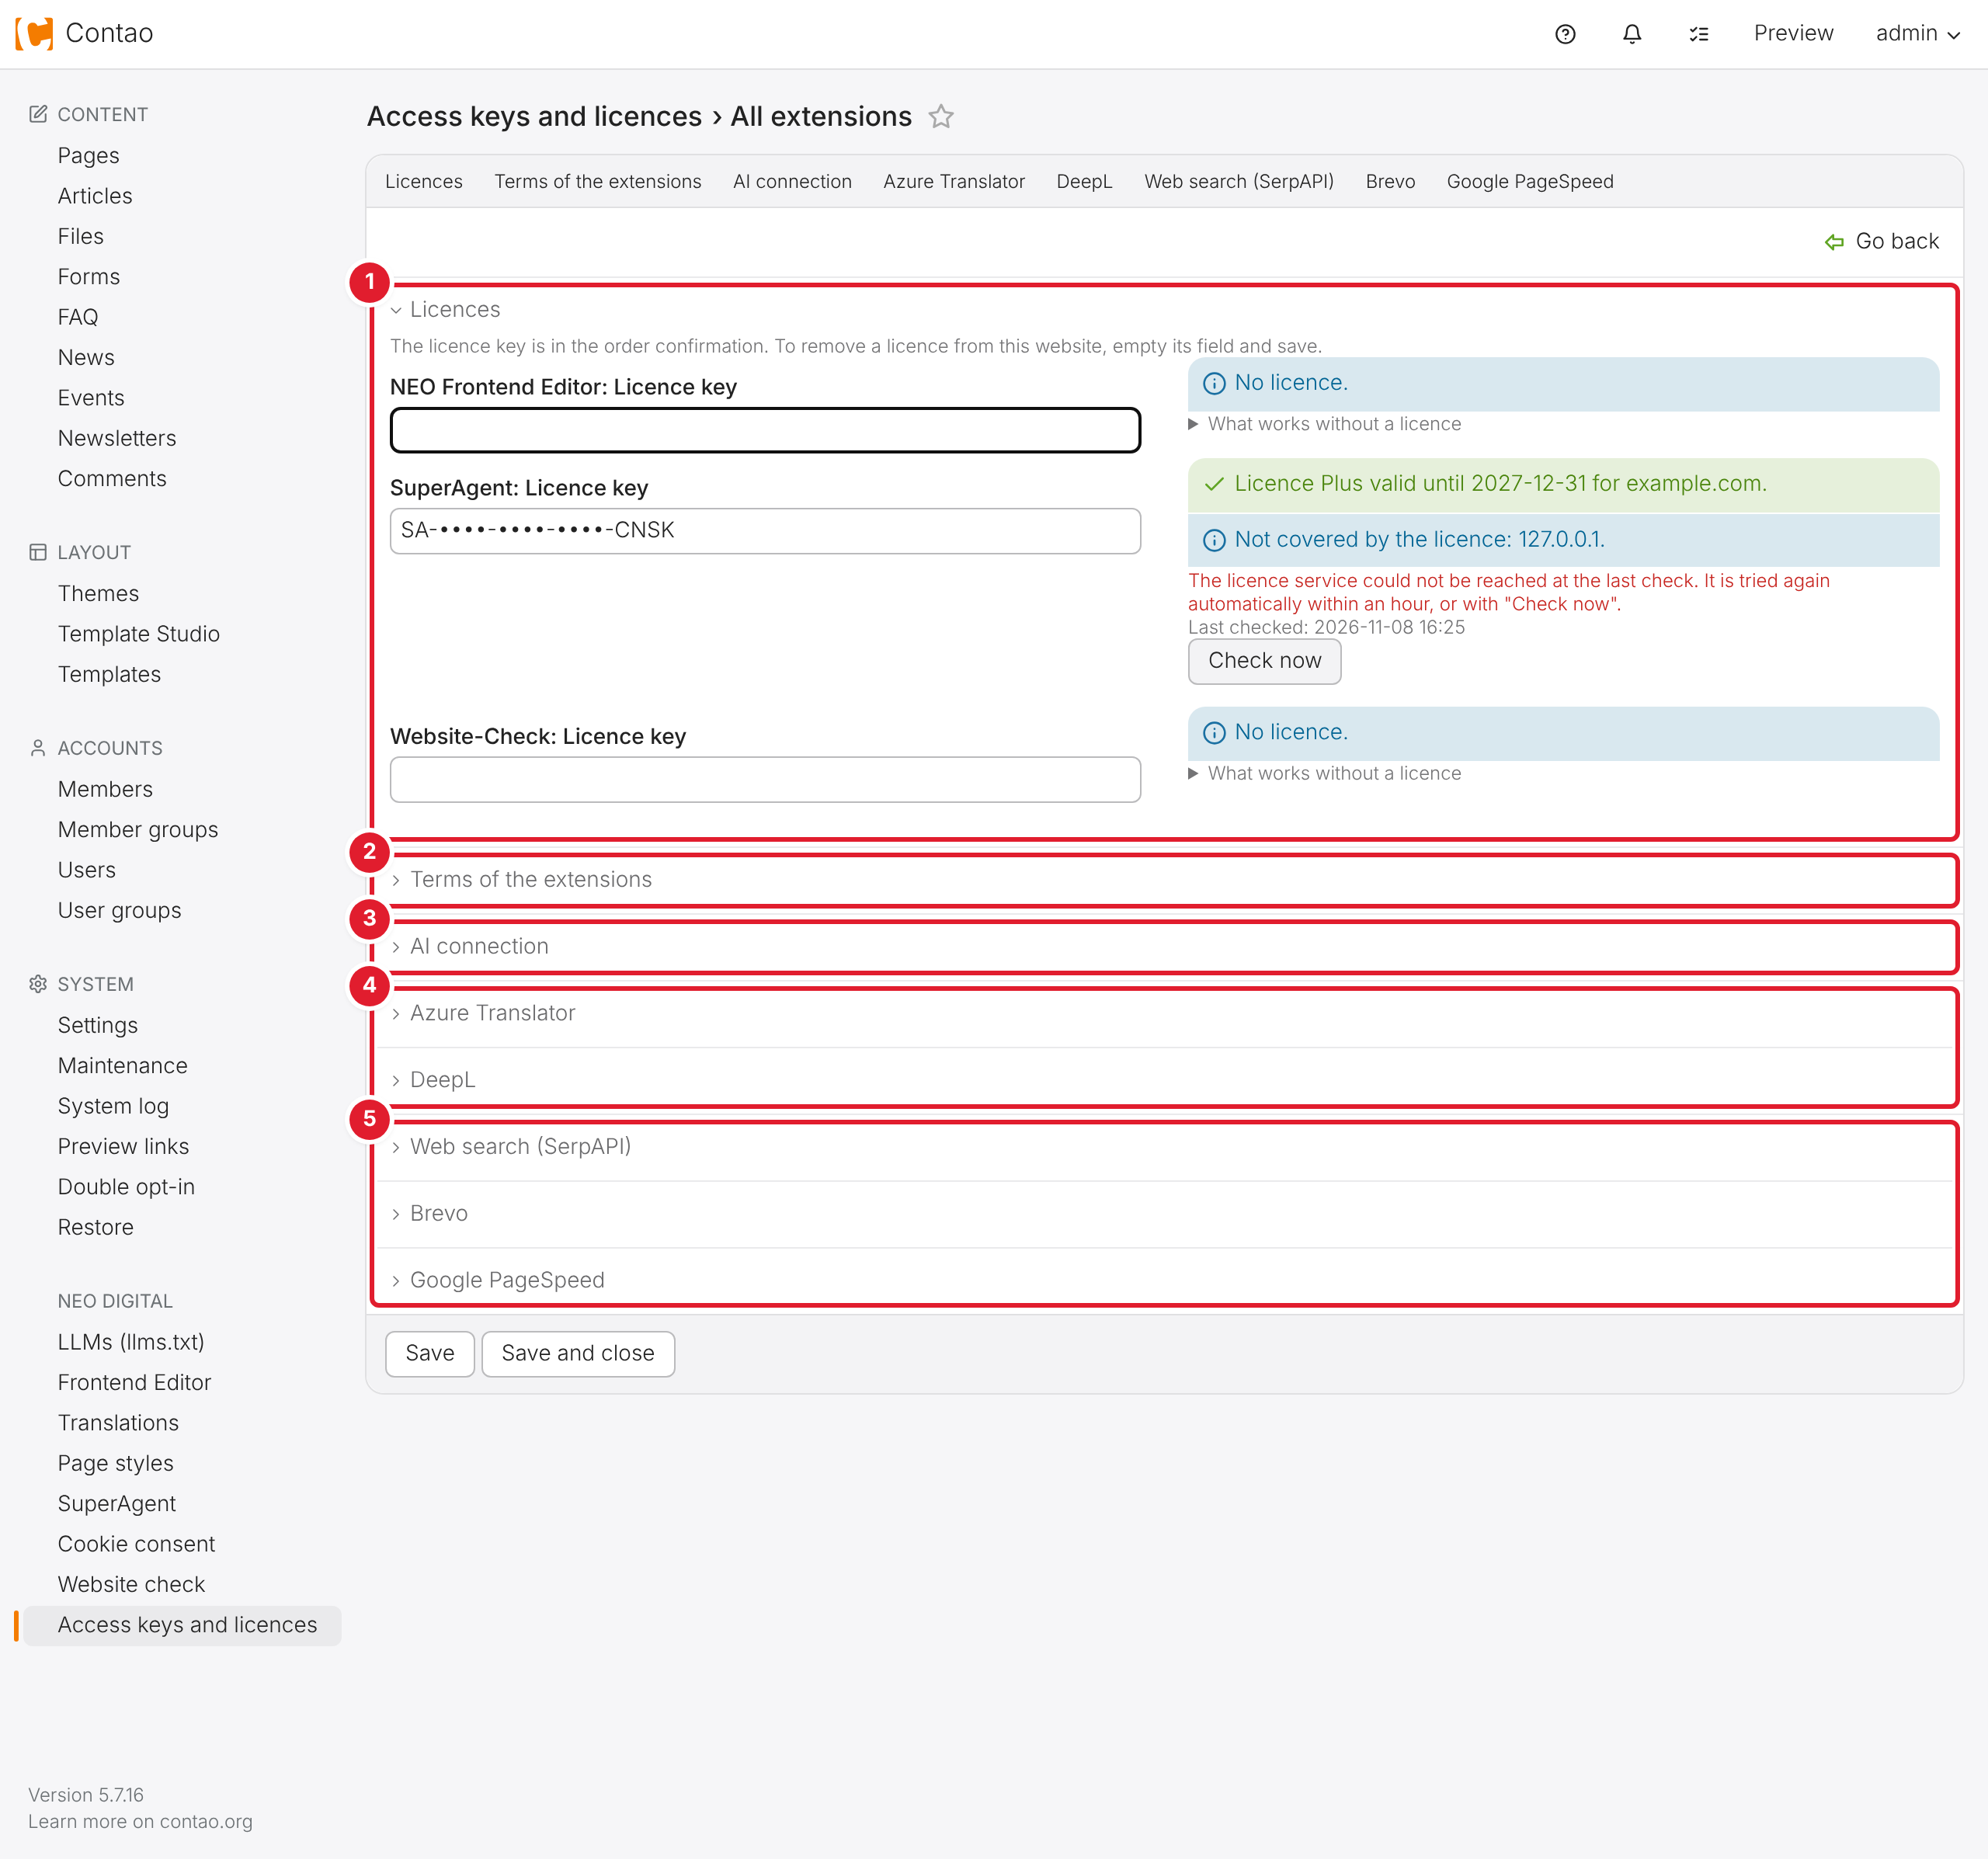 Contao
Preview
admin
CONTENT
Pages
Articles
Files
Forms
FAQ
News
Events
Newsletters
Comments
LAYOUT
Themes
Template Studio
Templates
ACCOUNTS
Members
Member groups
Users
User groups
SYSTEM
Settings
Maintenance
System log
Preview links
Double opt-in
Restore
NEO DIGITAL
LLMs (llms.txt)
Frontend Editor
Translations
Page styles
SuperAgent
Cookie consent
Website check
Access keys and licences
Version 5.7.16
Learn more on contao.org
Access keys and licences › All extensions
Licences Terms of the extensions AI connection Azure Translator DeepL Web search (SerpAPI) Brevo Google PageSpeed
Go back
1
Licences
The licence key is in the order confirmation. To remove a licence from this website, empty its field and save.
NEO Frontend Editor: Licence key
No licence.
What works without a licence
SuperAgent: Licence key
SA-••••-••••-••••-CNSK
Licence Plus valid until 2027-12-31 for example.com.
Not covered by the licence: 127.0.0.1.
The licence service could not be reached at the last check. It is tried again
automatically within an hour, or with "Check now".
Last checked: 2026-11-08 16:25
Check now
Website-Check: Licence key
No licence.
What works without a licence
2
Terms of the extensions
3
AI connection
4
Azure Translator
DeepL
5
Web search (SerpAPI)
Brevo
Google PageSpeed
Save
Save and close